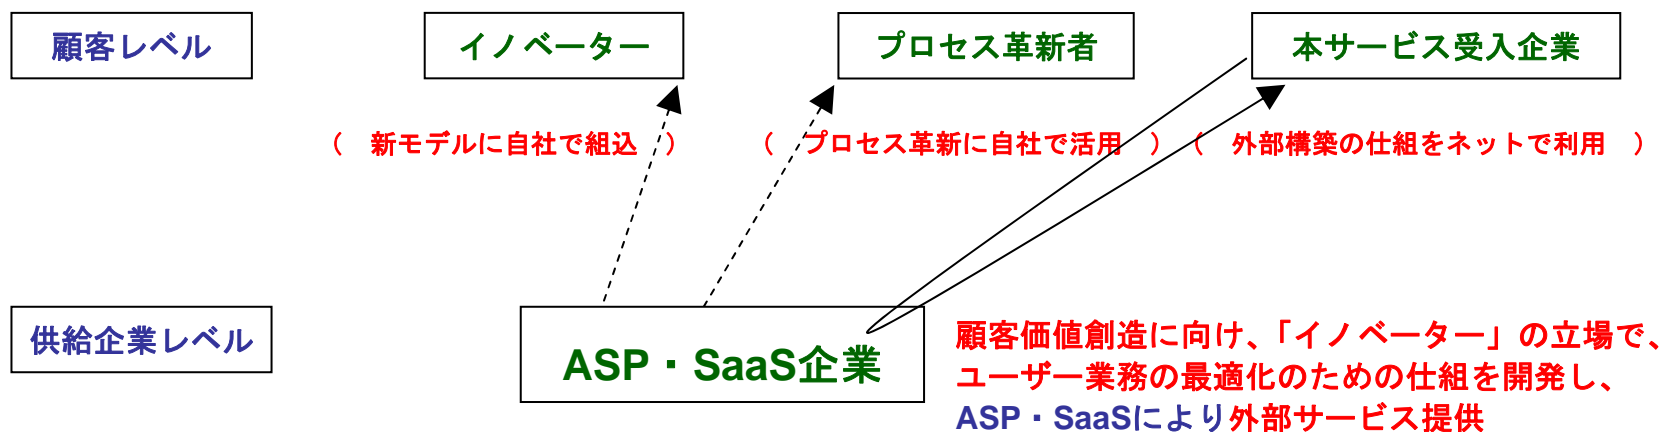 顧客レベル
イノベーター
プロセス革新者
本サービス受入企業
（　新モデルに自社で組込　）
（　プロセス革新に自社で活用　）
（　外部構築の仕組をネットで利用　）
供給企業レベル
ASP・SaaS企業
顧客価値創造に向け、「イノベーター」の立場で、
ユーザー業務の最適化のための仕組を開発し、
ASP・SaaSにより外部サービス提供